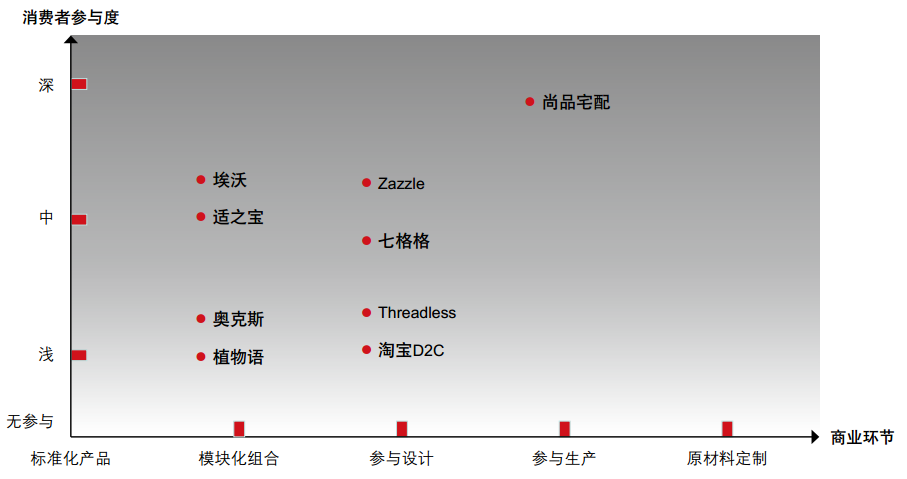 消费者参与度
深
尚品宅配
埃沃
Zazzle
中
适之宝
七格格
Threadless
奥克斯
浅
植物语
淘宝D2C
无参与
商业环节
标准化产品
模块化组合
参与设计
参与生产
原材料定制